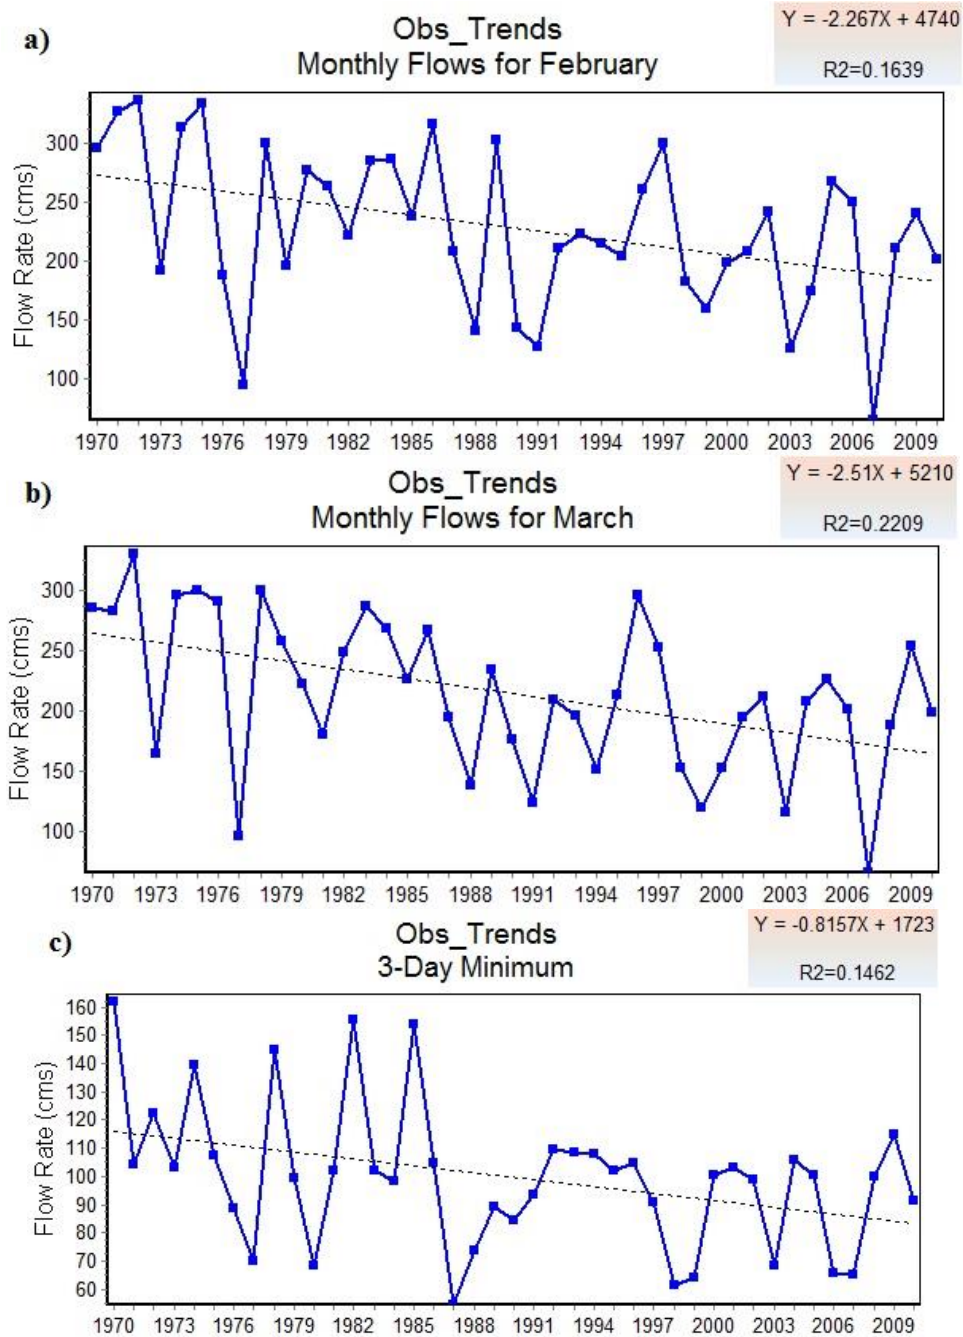 a)
Obs_Trends
Monthly Flows for February
Y = -2.267X + 4740
R2=0.1639
Flow Rate (cms)
300
250
200
150
100
1970 1973 1976 1979 1982 1985 1988 1991 1994 1997 2000 2003 2006 2009
b)
Obs_Trends
Monthly Flows for March
Y = -2.51X + 5210
R2=0.2209
Flow Rate (cms)
300
250
200
150
100
1970 1973 1976 1979 1982 1985 1988 1991 1994 1997 2000 2003 2006 2009
c)
Obs_Trends
3-Day Minimum
Y = -0.8157X + 1723
R2=0.1462
Flow Rate (cms)
160
150
140
130
120
110
100
90
80
70
60
1970 1973 1976 1979 1982 1985 1988 1991 1994 1997 2000 2003 2006 2009